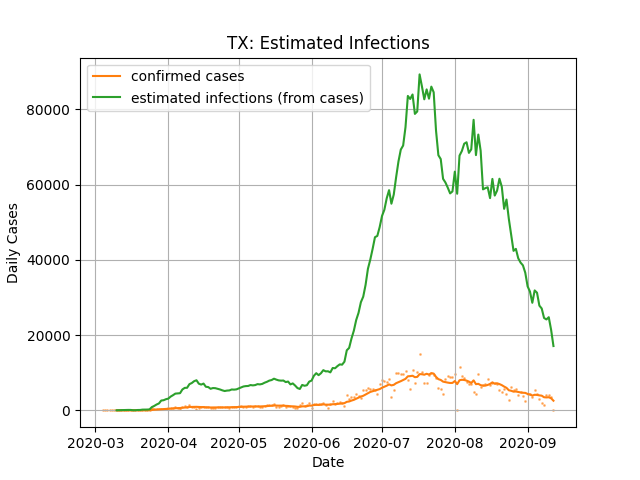 TX: Estimated Infections
confirmed cases
estimated infections (from cases)
Daily Cases
80000
60000
40000
20000
0
2020-03 2020-04 2020-05 2020-06 2020-07 2020-08 2020-09
Date